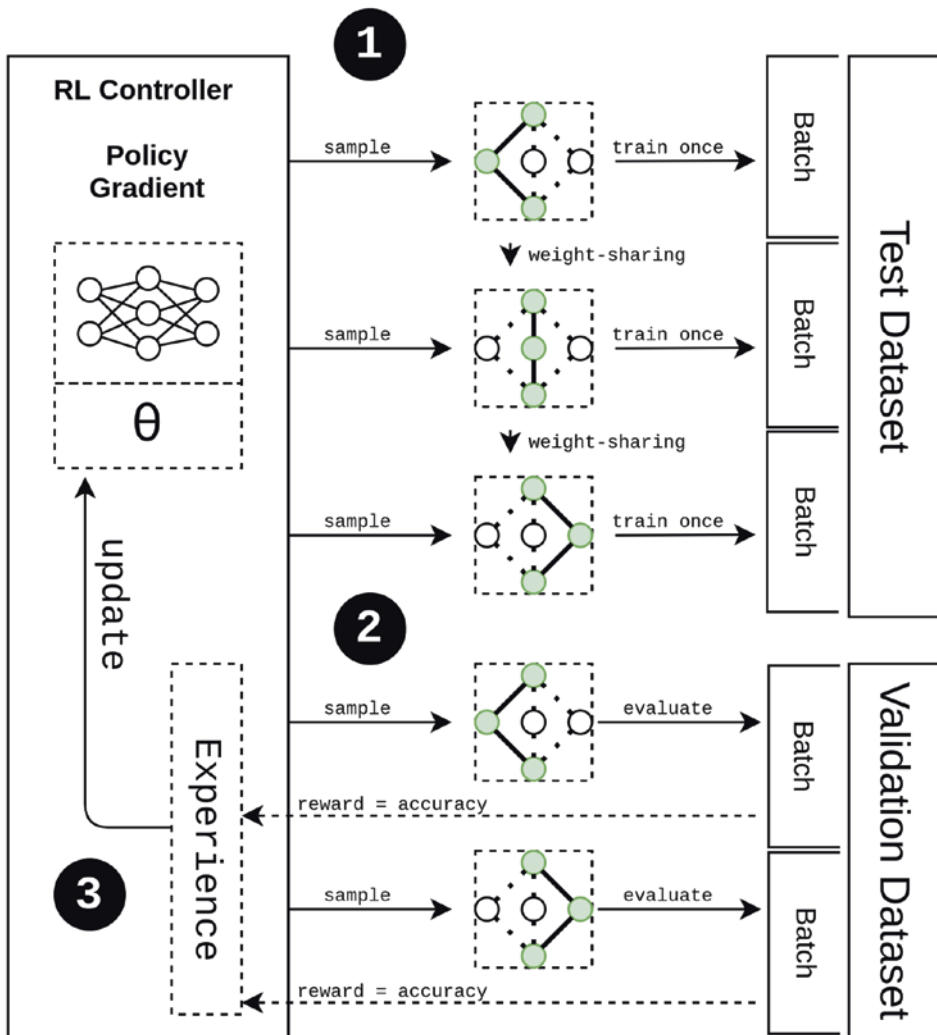 1
RL Controller
Policy
Gradient
θ
update
Experience
3
sample
train once
Batch
weight-sharing
sample
train once
Batch
weight-sharing
sample
train once
Batch
Test Dataset
2
sample
evaluate
Batch
reward = accuracy
sample
evaluate
Batch
reward = accuracy
Validation Dataset